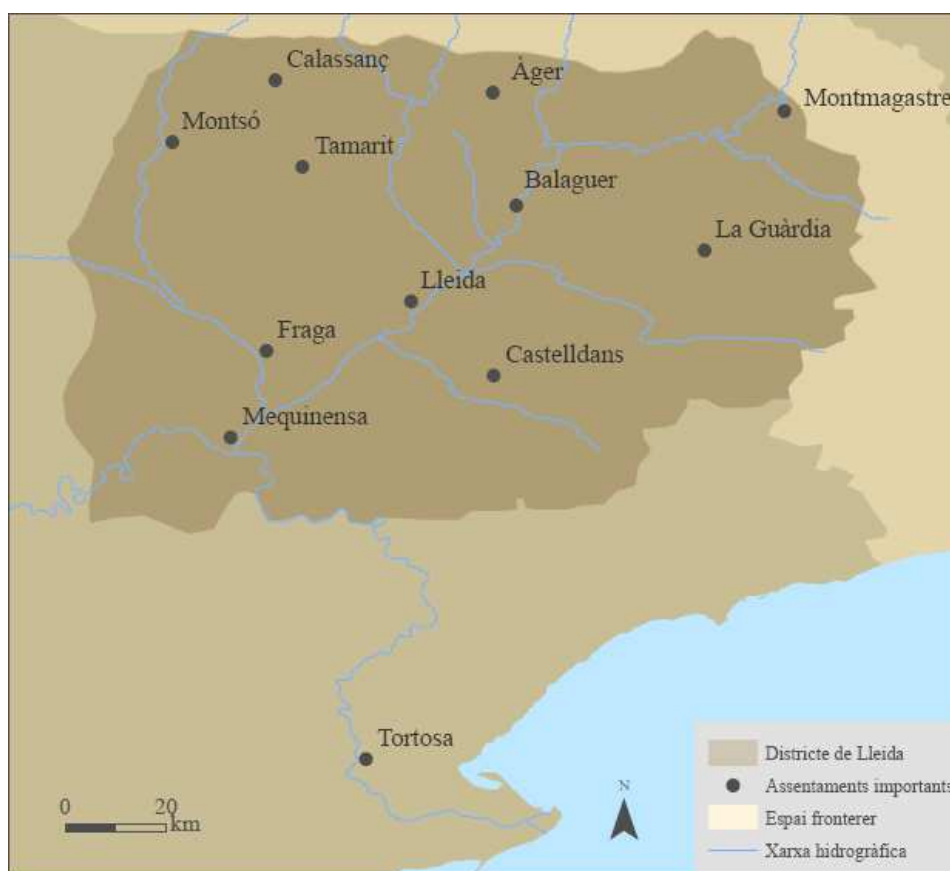 Calassanç
Àger
Montmagastre
Montsó
Tamarit
Balaguer
La Guàrdia
Lleida
Fraga
Castelldans
Mequinensa
Tortosa
0 20
km
N
Districte de Lleida
Assentaments importants
Espai fronterer
Xarxa hidrogràfica